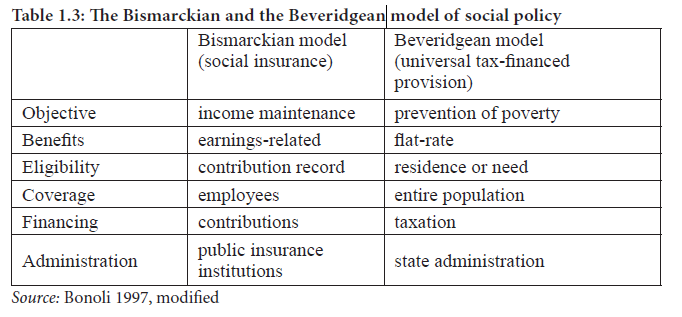 Table 1.3: The Bismarckian and the Beveridgean model of social policy
Bismarckian model
(social insurance)
Beveridgean model
(universal tax-financed
provision)
Objective
income maintenance
prevention of poverty
Benefits
earnings-related
flat-rate
Eligibility
contribution record
residence or need
Coverage
employees
entire population
Financing
contributions
taxation
Administration
public insurance
institutions
state administration
Source: Bonoli 1997, modified